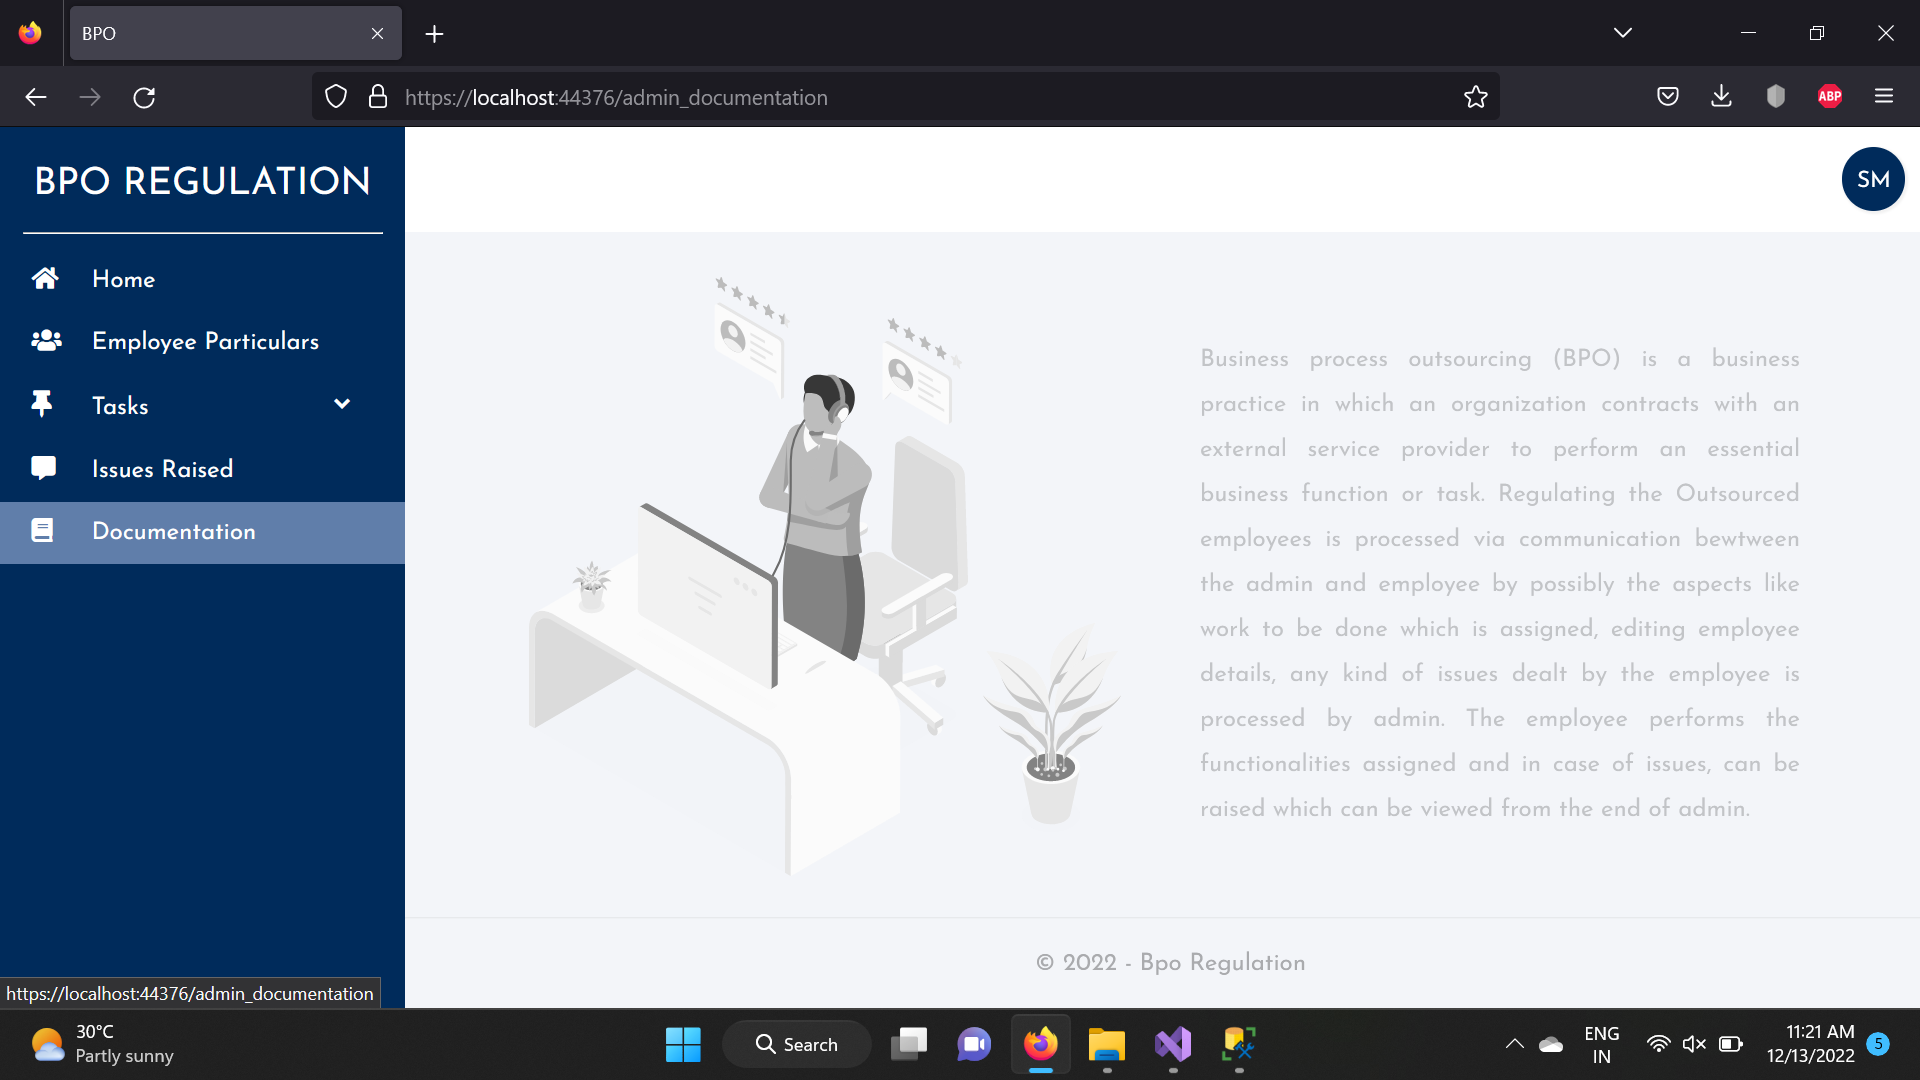 BPO
https://localhost:44376/admin_documentation
ABP
BPO REGULATION
SM
Home
Employee Particulars
Tasks
Issues Raised
Documentation
Business process outsourcing (BPO) is a business
practice in which an organization contracts with an
external service provider to perform an essential
business function or task. Regulating the Outsourced
employees is processed via communication bewtween
the admin and employee by possibly the aspects like
work to be done which is assigned, editing employee
details, any kind of issues dealt by the employee is
processed by admin. The employee performs the
functionalities assigned and in case of issues, can be
raised which can be viewed from the end of admin.
© 2022 - Bpo Regulation
https://localhost:44376/admin_documentation
30°C
Partly sunny
Search
ENG
IN
11:21 AM
12/13/2022
5